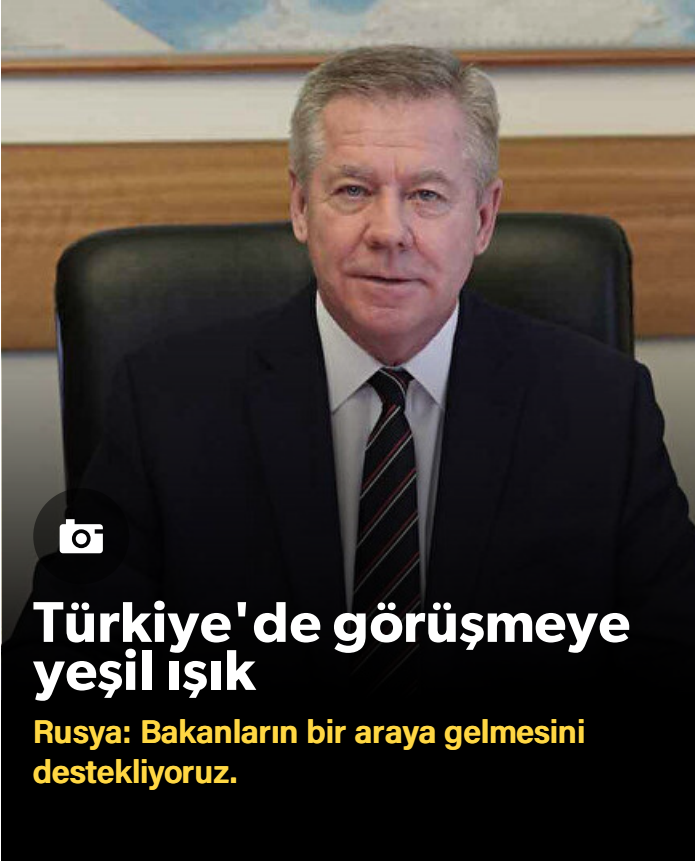 Türkiye'de görüşmeye
yeşil ışık
Rusya: Bakanların bir araya gelmesini
destekliyoruz.